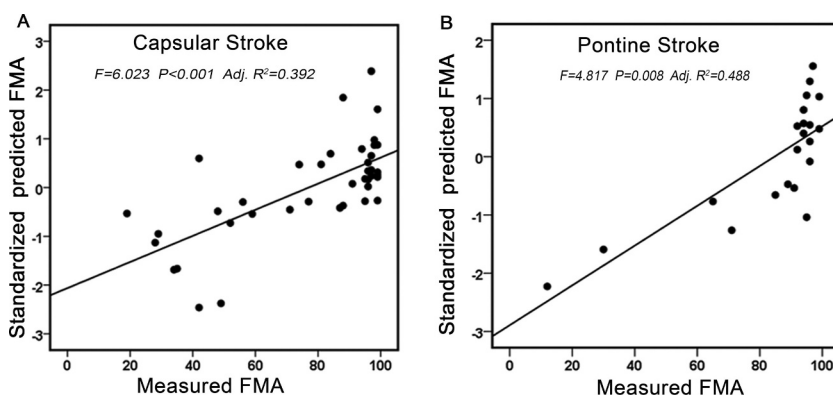 A
Capsular Stroke
F=6.023 P<0.001 Adj. R²=0.392
Standardized predicted FMA
3
2
1
0
-1
-2
-3
0 20 40 60 80 100
Measured FMA
B
Pontine Stroke
F=4.817 P=0.008 Adj. R²=0.488
Standardized predicted FMA
2
1
0
-1
-2
-3
0 20 40 60 80 100
Measured FMA